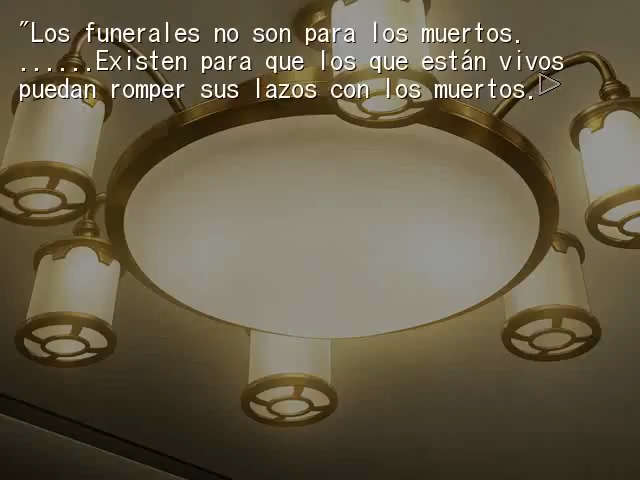 "Los funerales no son para los muertos.
......Existen para que los que están vivos
puedan romper sus lazos con los muertos.